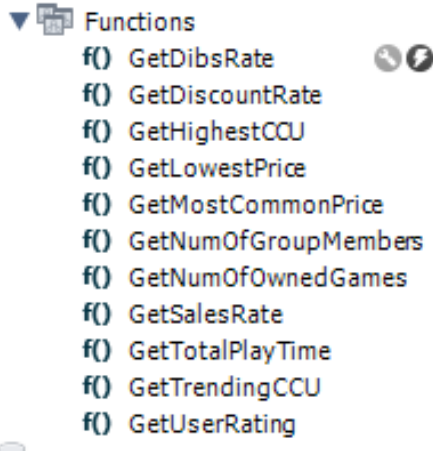 Functions
f() GetDibsRate
f() GetDiscountRate
f() GetHighestCCU
f() GetLowestPrice
f() GetMostCommonPrice
f() GetNumOfGroupMembers
f() GetNumOfOwnedGames
f() GetSalesRate
f() GetTotalPlayTime
f() GetTrendingCCU
f() GetUserRating